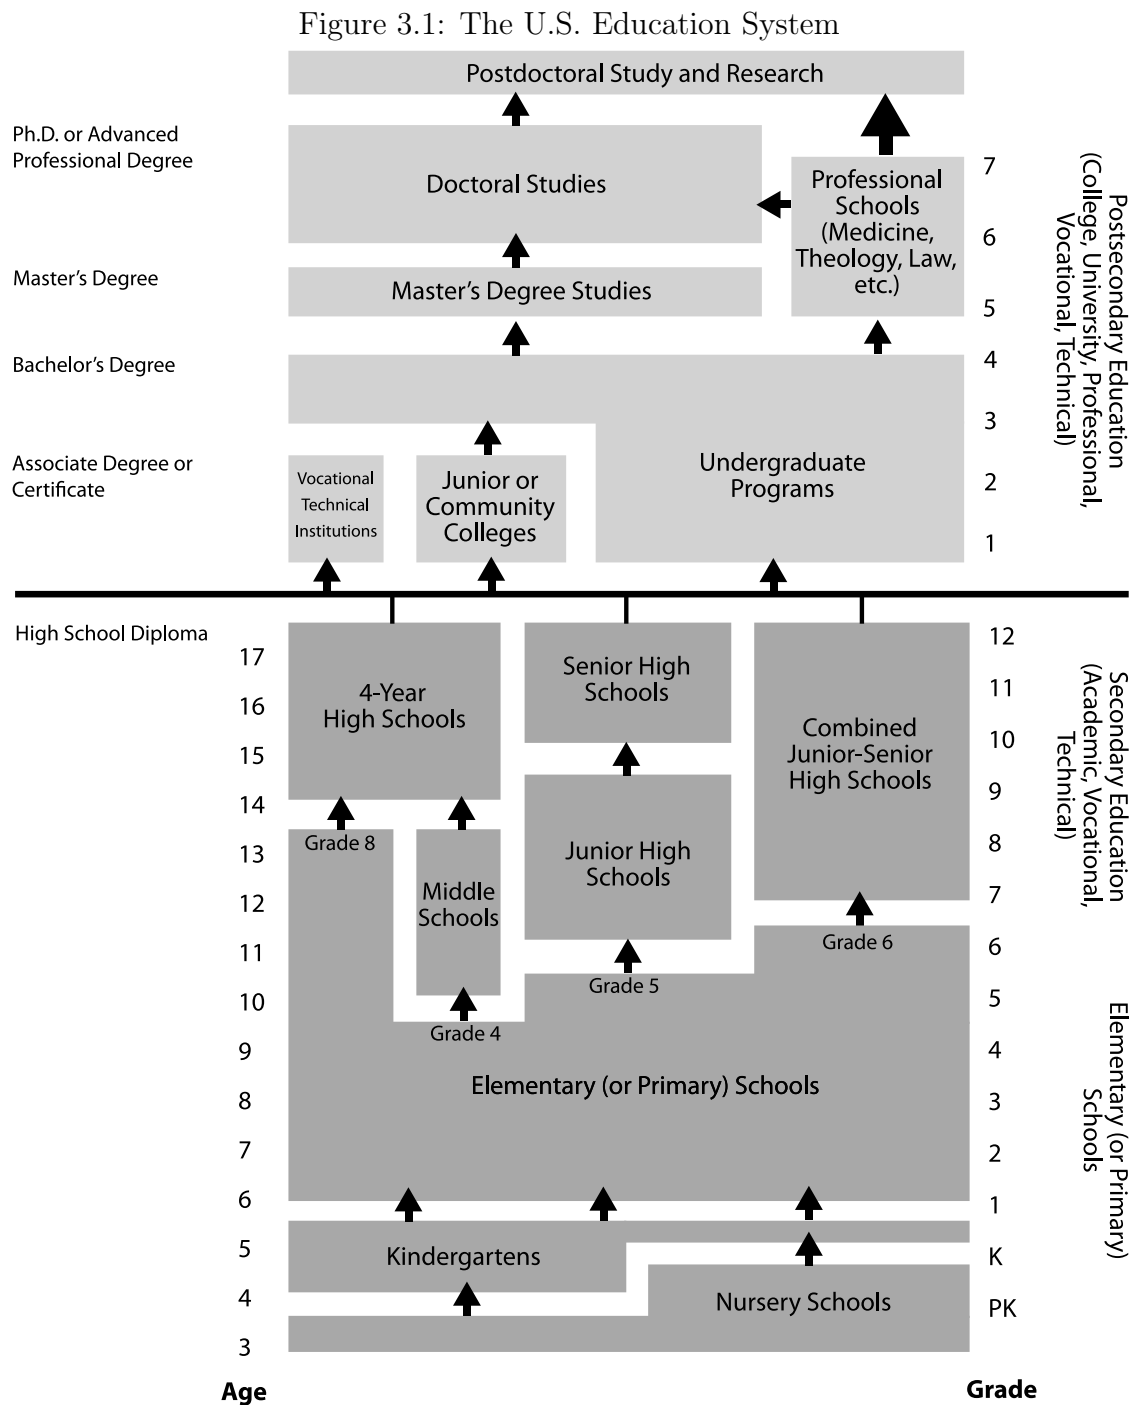 Figure 3.1: The U.S. Education System
Postdoctoral Study and Research
Ph.D. or Advanced
Professional Degree
Doctoral Studies
Professional
Schools
(Medicine,
Theology, Law,
etc.)
7
6
5
Master's Degree
Master's Degree Studies
Bachelor's Degree
4
3
2
1
Associate Degree or
Certificate
Vocational
Technical
Institutions
Junior or
Community
Colleges
Undergraduate
Programs
Postsecondary Education
(College, University, Professional,
Vocational, Technical)
High School Diploma
17
16
15
14
13
12
11
10
9
8
7
6
5
4
3
Age
4-Year
High Schools
Senior High
Schools
Combined
Junior-Senior
High Schools
Grade 8
Middle
Schools
Junior High
Schools
Grade 6
Grade 5
Grade 4
Elementary (or Primary) Schools
Kindergartens
Nursery Schools
12
11
10
9
8
7
6
5
4
3
2
1
K
PK
Grade
Secondary Education
(Academic, Vocational,
Technical)
Elementary (or Primary)
Schools